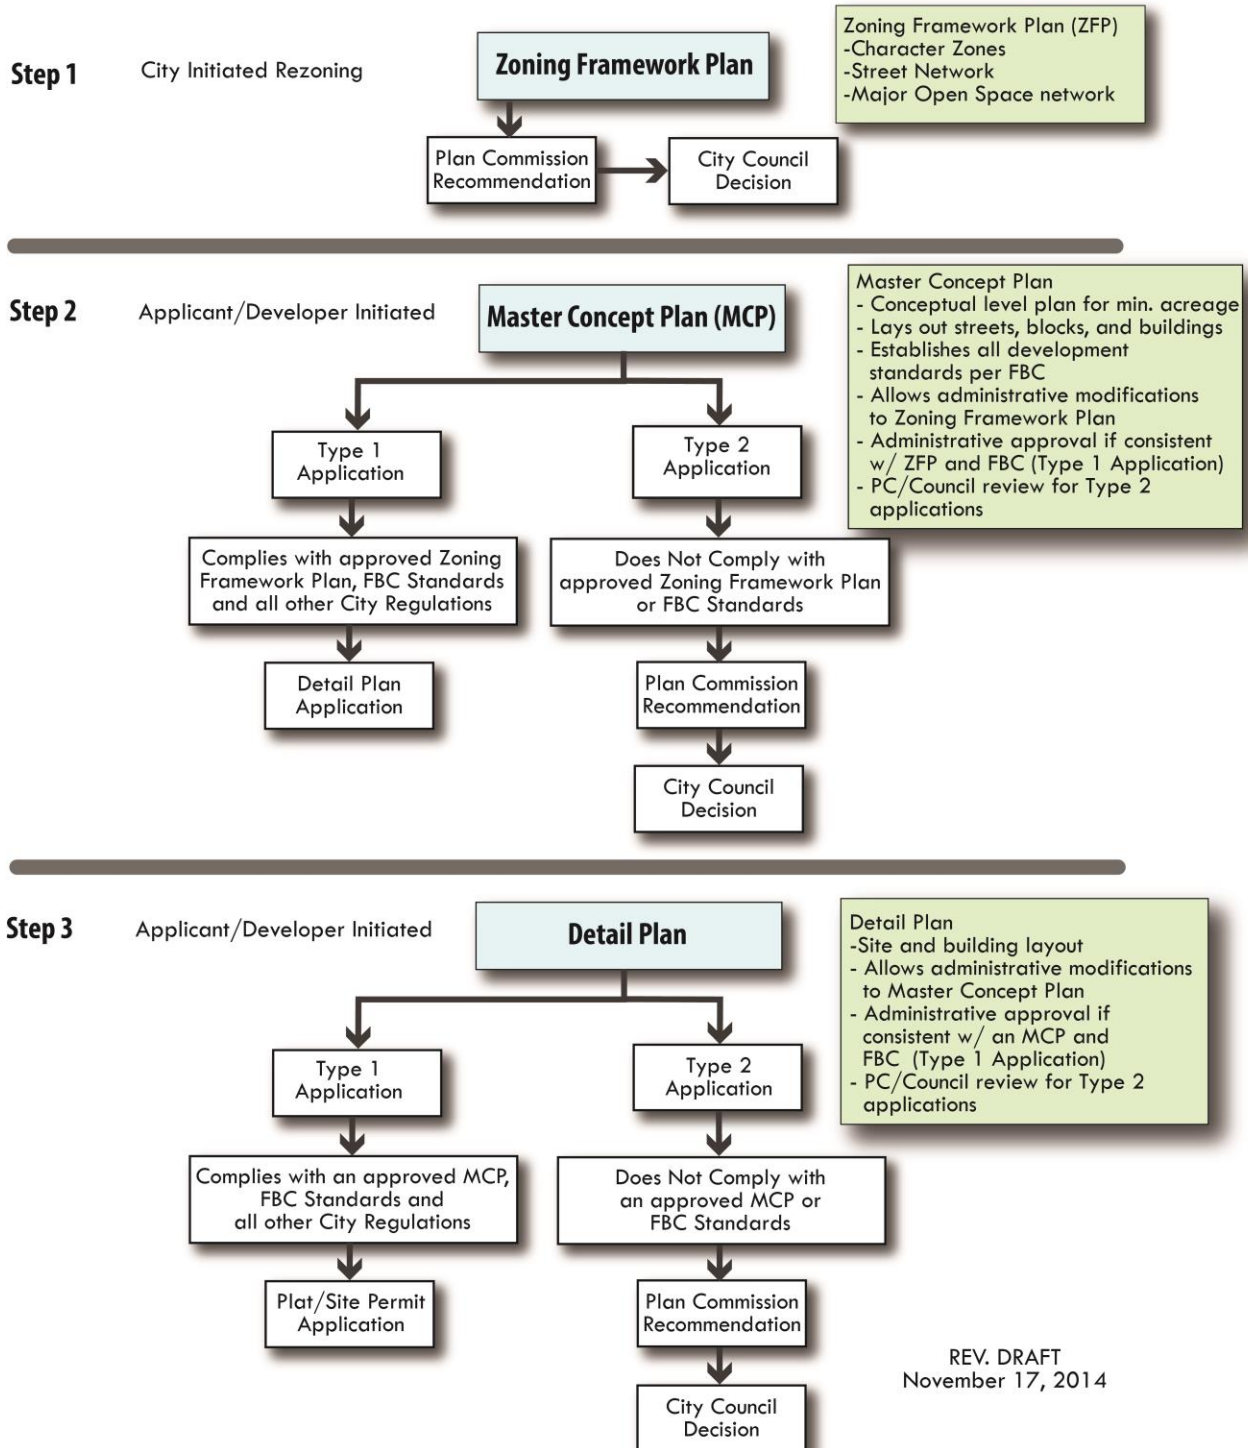 Step 1
City Initiated Rezoning
Zoning Framework Plan
Zoning Framework Plan (ZFP)
-Character Zones
-Street Network
-Major Open Space network
Plan Commission
Recommendation
City Council
Decision
Step 2
Applicant/Developer Initiated
Master Concept Plan (MCP)
Master Concept Plan
- Conceptual level plan for min. acreage
- Lays out streets, blocks, and buildings
- Establishes all development
standards per FBC
- Allows administrative modifications
to Zoning Framework Plan
- Administrative approval if consistent
w/ ZFP and FBC (Type 1 Application)
- PC/Council review for Type 2
applications
Type 1
Application
Type 2
Application
Complies with approved Zoning
Framework Plan, FBC Standards
and all other City Regulations
Does Not Comply with
approved Zoning Framework Plan
or FBC Standards
Detail Plan
Application
Plan Commission
Recommendation
City Council
Decision
Step 3
Applicant/Developer Initiated
Detail Plan
Detail Plan
-Site and building layout
- Allows administrative modifications
to Master Concept Plan
- Administrative approval if
consistent w/ an MCP and
FBC (Type 1 Application)
- PC/Council review for Type 2
applications
Type 1
Application
Type 2
Application
Complies with an approved MCP,
FBC Standards and
all other City Regulations
Does Not Comply with
an approved MCP or
FBC Standards
Plat/Site Permit
Application
Plan Commission
Recommendation
City Council
Decision
REV. DRAFT
November 17, 2014